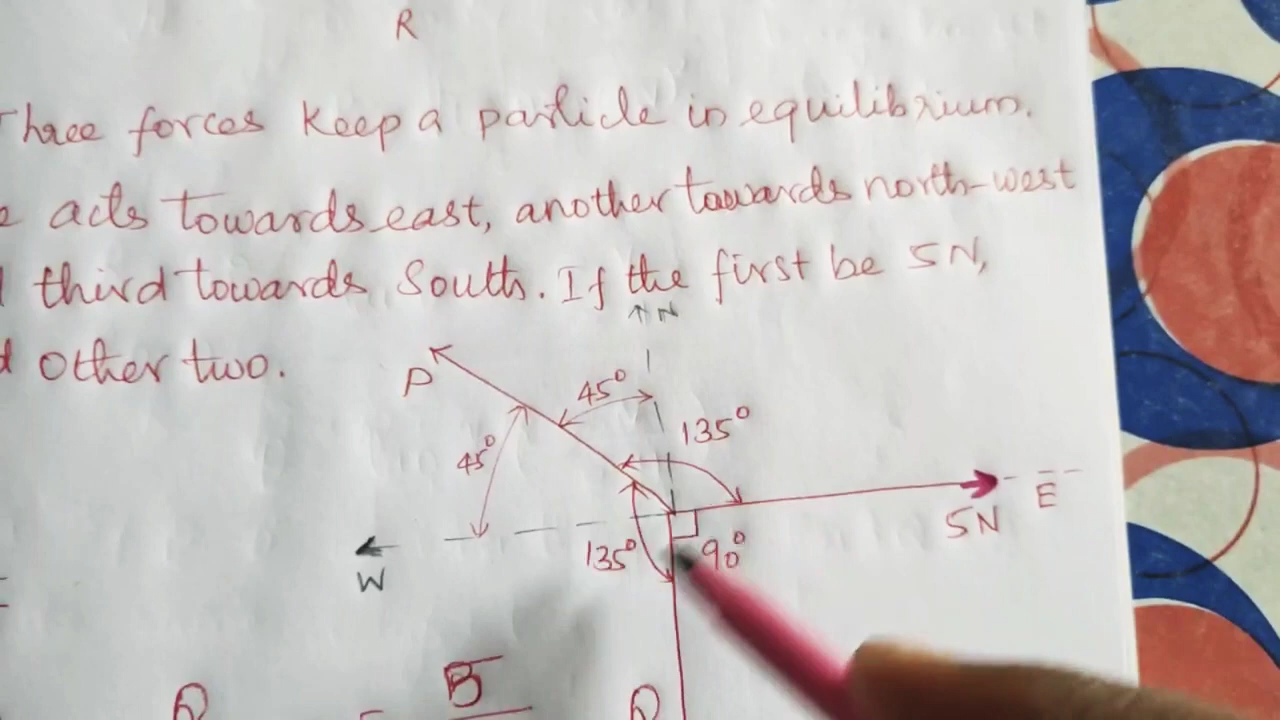 R
Three forces keep a particle in equilibrium.
acts towards east, another towards north-west
third towards South. If the first be 5N,
other two.
N
P
45°
45°
135°
E
5N
135°
90°
W
5
Q
Q